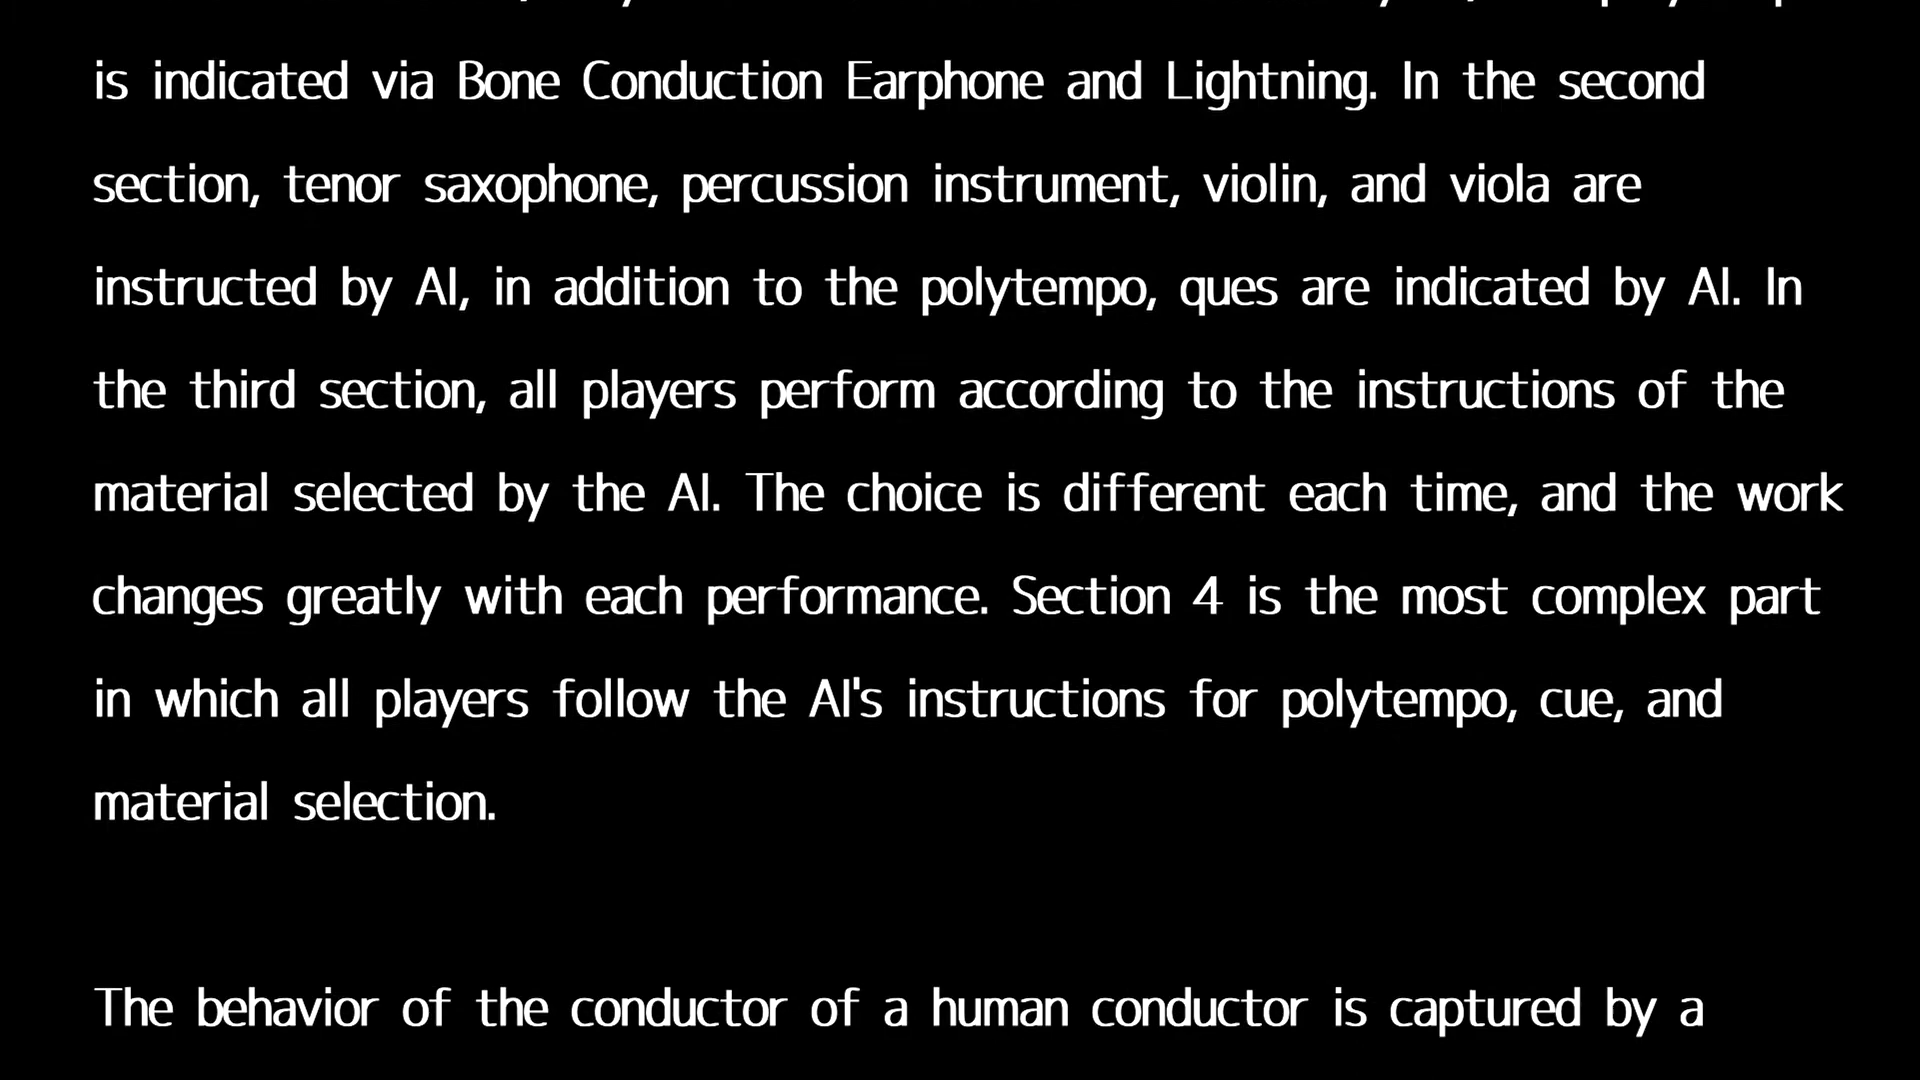 is indicated via Bone Conduction Earphone and Lightning. In the second
section, tenor saxophone, percussion instrument, violin, and viola are
instructed by AI, in addition to the polytempo, ques are indicated by AI. In
the third section, all players perform according to the instructions of the
material selected by the AI. The choice is different each time, and the work
changes greatly with each performance. Section 4 is the most complex part
in which all players follow the AI's instructions for polytempo, cue, and
material selection.
The behavior of the conductor of a human conductor is captured by a